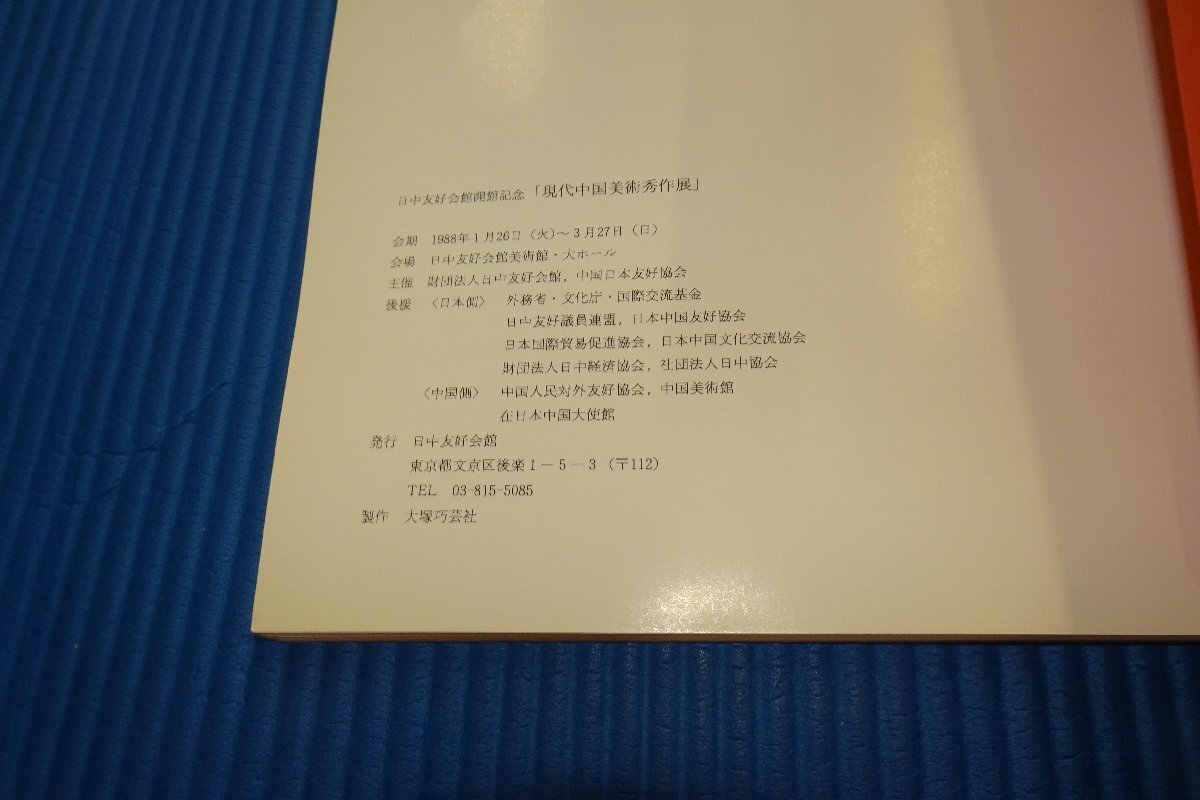 日中友好会館開館記念「現代中国美術秀作展」
会期 1988年1月26日（火）～3月27日（日）
会場 日中友好会館美術館・大ホール
主催 財団法人日中友好会館, 中国日本友好協会
後援 〈日本側〉 外務省・文化庁・国際交流基金
日中友好議員連盟, 日本中国友好協会
日本国際貿易促進協会, 日本中国文化交流協会
財団法人日中経済協会, 社団法人日中協会
〈中国側〉 中国人民対外友好協会, 中国美術館
在日本中国大使館
発行 日中友好会館
東京都文京区後楽1－5－3（〒112）
TEL 03-815-5085
製作 大塚巧芸社